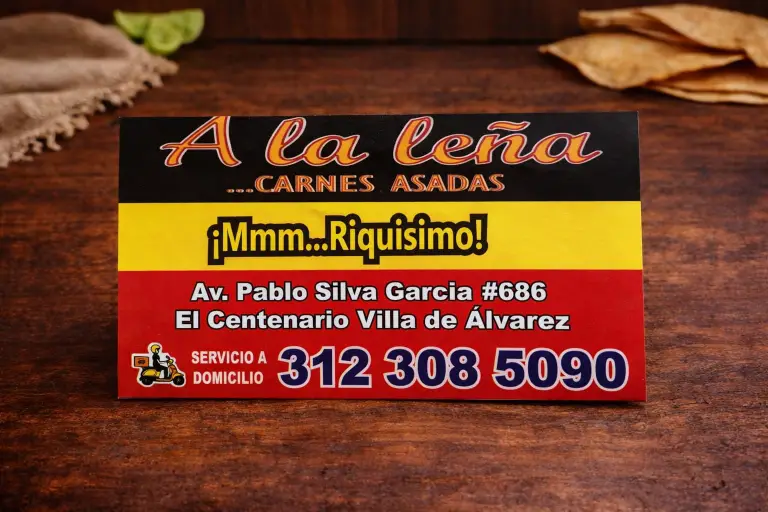 A la leña
...CARNES ASADAS
¡Mmm...Riquisimo!
Av. Pablo Silva Garcia #686
El Centenario Villa de Álvarez
SERVICIO A
DOMICILIO
312 308 5090